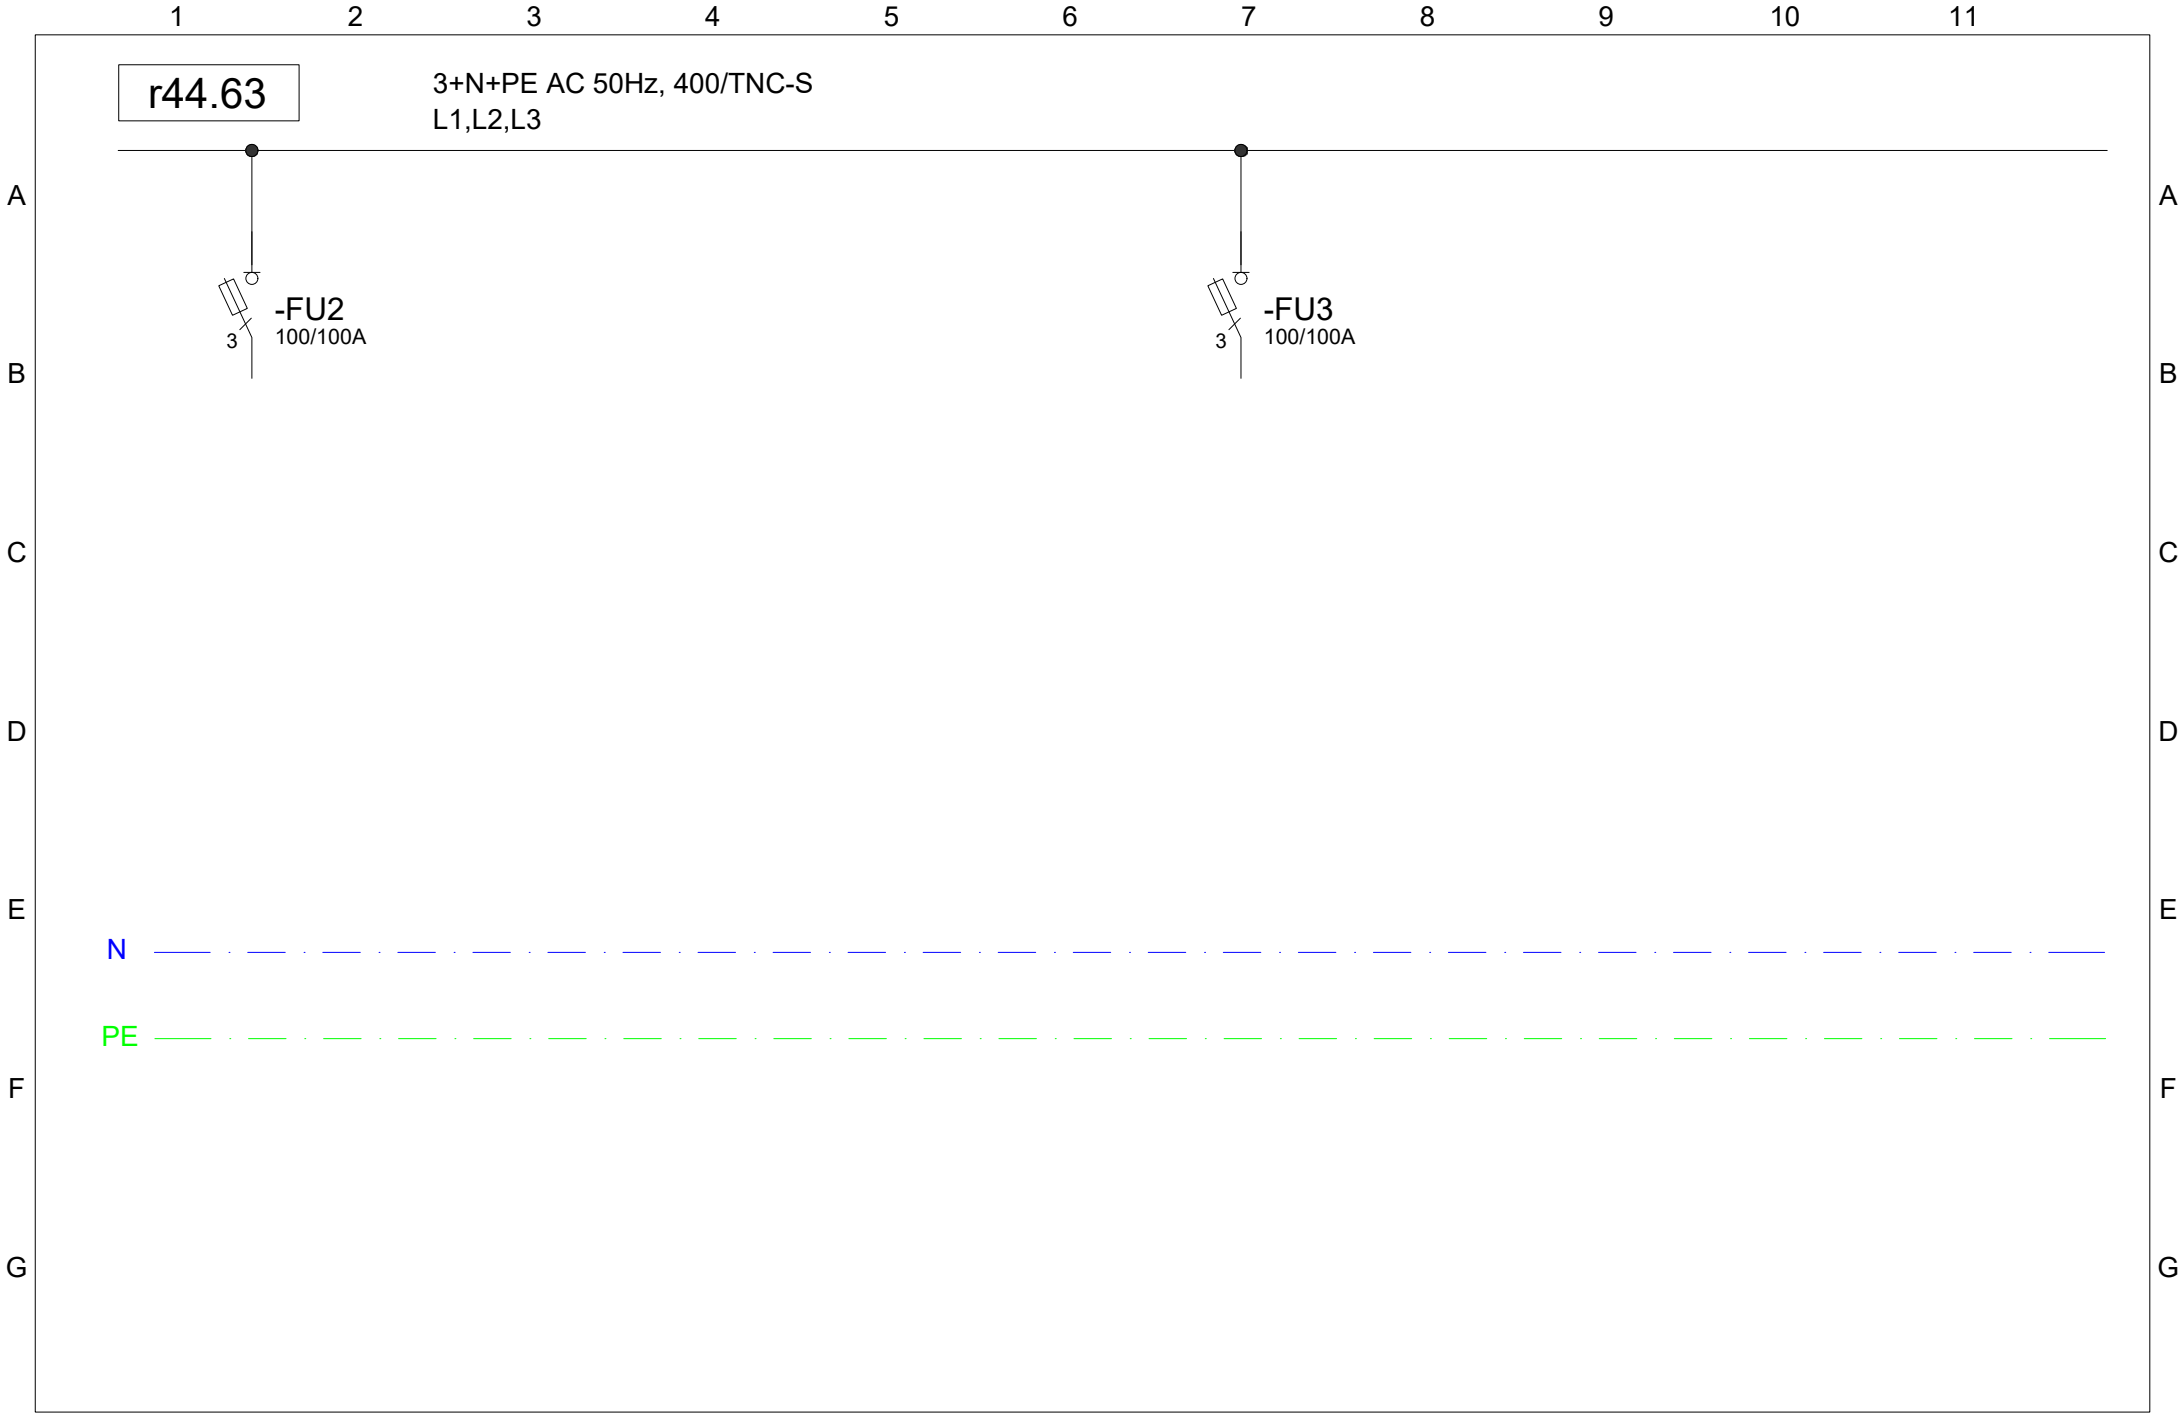 1 2 3 4 5 6 7 8 9 10 11
r44.63
3+N+PE AC 50Hz, 400/TNC-S
L1,L2,L3
A A
-FU2 -FU3
100/100A 100/100A
3 3
B B
C C
D D
E E
N
PE
F F
G G